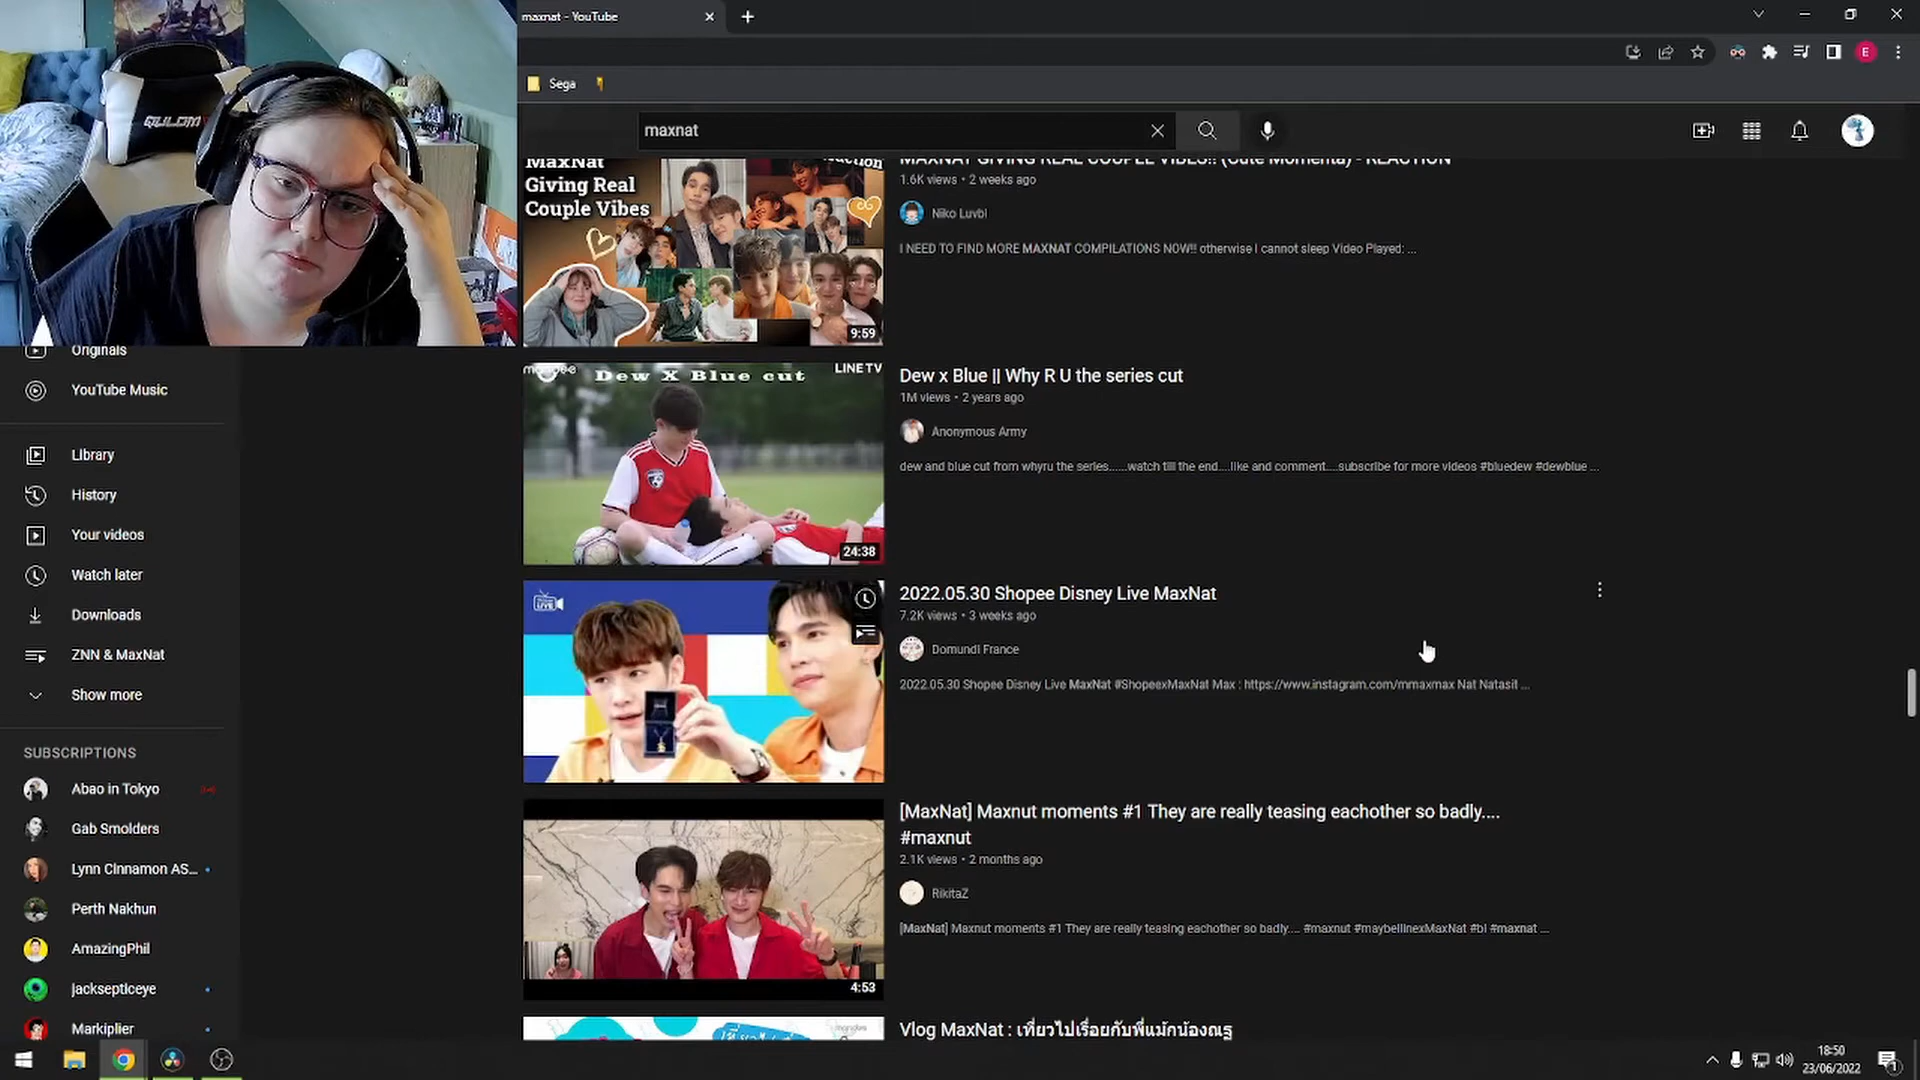 maxnat - YouTube
Sega
E
maxnat
QULOM
MaxNat
Giving Real
Couple Vibes
9:59
MAXNAT GIVING REAL COUPLE VIBES!! (Cute Moments) - REACTION
1.6K views • 2 weeks ago
Niko Luvbl
I NEED TO FIND MORE MAXNAT COMPILATIONS NOW!! otherwise I cannot sleep Video Played: ...
Dew X Blue cut
LINE TV
24:38
Dew x Blue || Why R U the series cut
1M views • 2 years ago
Anonymous Army
dew and blue cut from whyru the series......watch till the end....like and comment....subscribe for more videos #bluedew #dewblue ...
2022.05.30 Shopee Disney Live MaxNat
7.2K views • 3 weeks ago
Domundi France
2022.05.30 Shopee Disney Live MaxNat #ShopeexMaxNat Max : https://www.instagram.com/mmaxmax Nat Natasit ...
4:53
[MaxNat] Maxnut moments #1 They are really teasing eachother so badly....
#maxnut
2.1K views • 2 months ago
RikitaZ
[MaxNat] Maxnut moments #1 They are really teasing eachother so badly.... #maxnut #maybellinexMaxNat #bl #maxnat ...
Vlog MaxNat : เที่ยวไปเรื่อยกับพี่แม้กน้องณฐ
Originals
YouTube Music
Library
History
Your videos
Watch later
Downloads
ZNN & MaxNat
Show more
SUBSCRIPTIONS
Abao in Tokyo
Gab Smolders
Lynn Cinnamon AS...
Perth Nakhun
AmazingPhil
jacksepticeye
Markiplier
18:50
23/06/2022
1